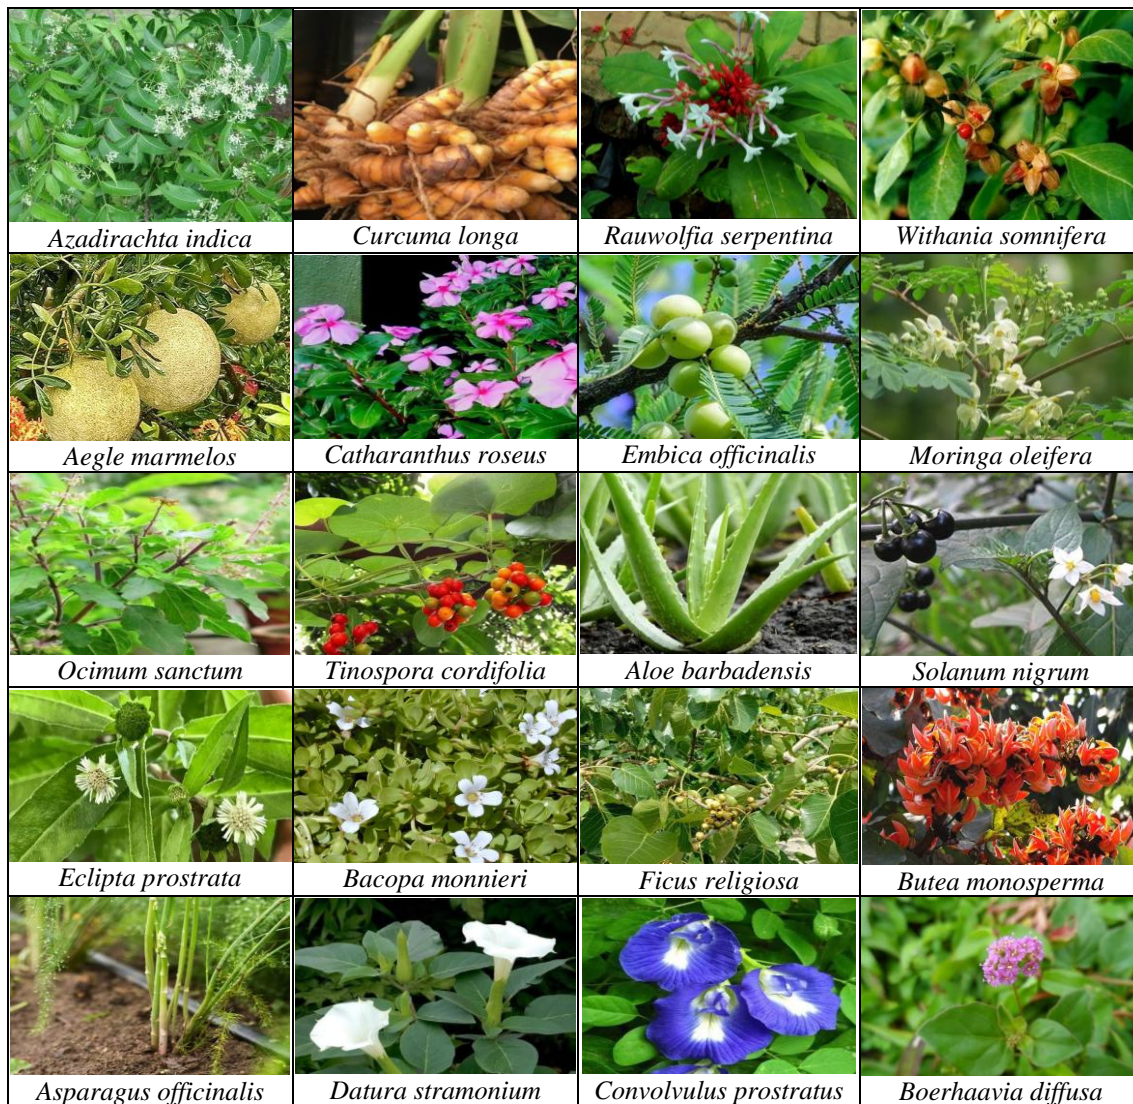 Azadirachta indica
Curcuma longa
Rauwolfia serpentina
Withania somnifera
Aegle marmelos
Catharanthus roseus
Embica officinalis
Moringa oleifera
Ocimum sanctum
Tinospora cordifolia
Aloe barbadensis
Solanum nigrum
Eclipta prostrata
Bacopa monnieri
Ficus religiosa
Butea monosperma
Asparagus officinalis
Datura stramonium
Convolvulus prostratus
Boerhaavia diffusa